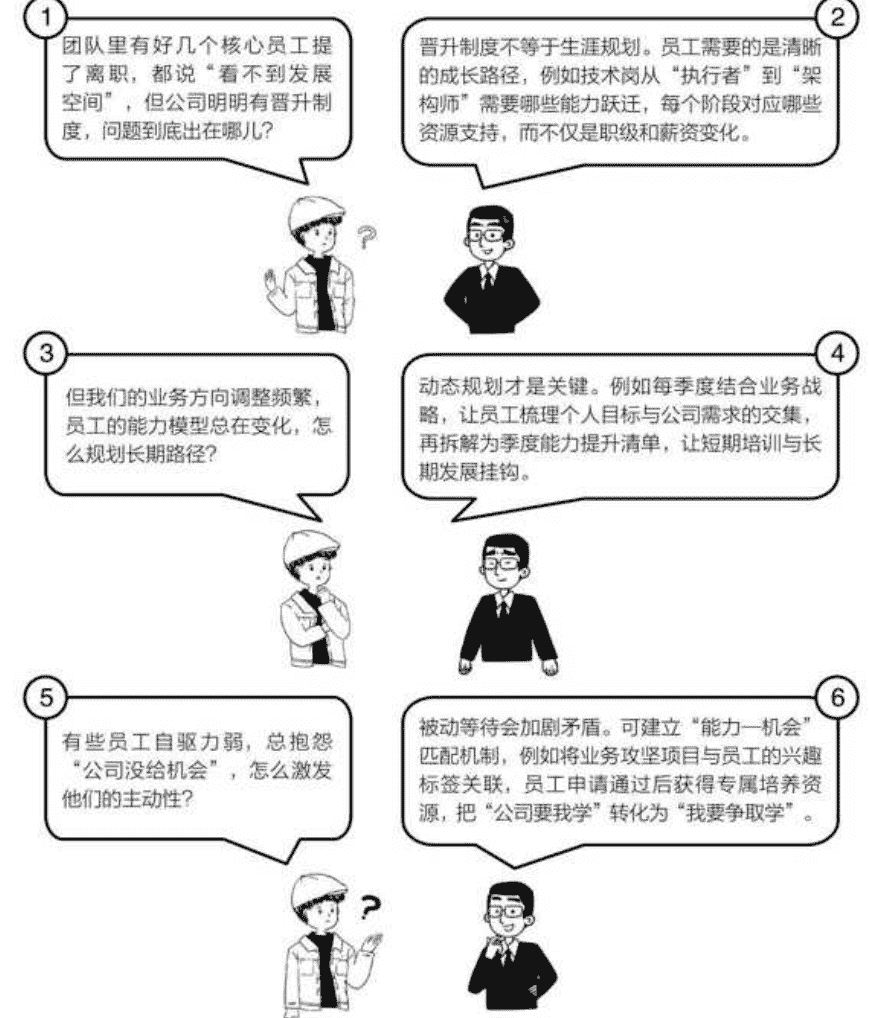 1
团队里有好几个核心员工提
了离职，都说“看不到发展
空间”，但公司明明有晋升制
度，问题到底出在哪儿？
2
晋升制度不等于生涯规划。员工需要的是清晰
的成长路径，例如技术岗从“执行者”到“架
构师”需要哪些能力跃迁，每个阶段对应哪些
资源支持，而不仅是职级和薪资变化。
?
3
但我们的业务方向调整频繁，
员工的能力模型总在变化，怎
么规划长期路径？
4
动态规划才是关键。例如每季度结合业务战
略，让员工梳理个人目标与公司需求的交集，
再拆解为季度能力提升清单，让短期培训与长
期发展挂钩。
5
有些员工自驱力弱，总抱怨
“公司没给机会”，怎么激发
他们的主动性？
6
被动等待会加剧矛盾。可建立“能力—机会”
匹配机制，例如将业务攻坚项目与员工的兴趣
标签关联，员工申请通过后获得专属培养资
源，把“公司要我学”转化为“我要争取学”。
?